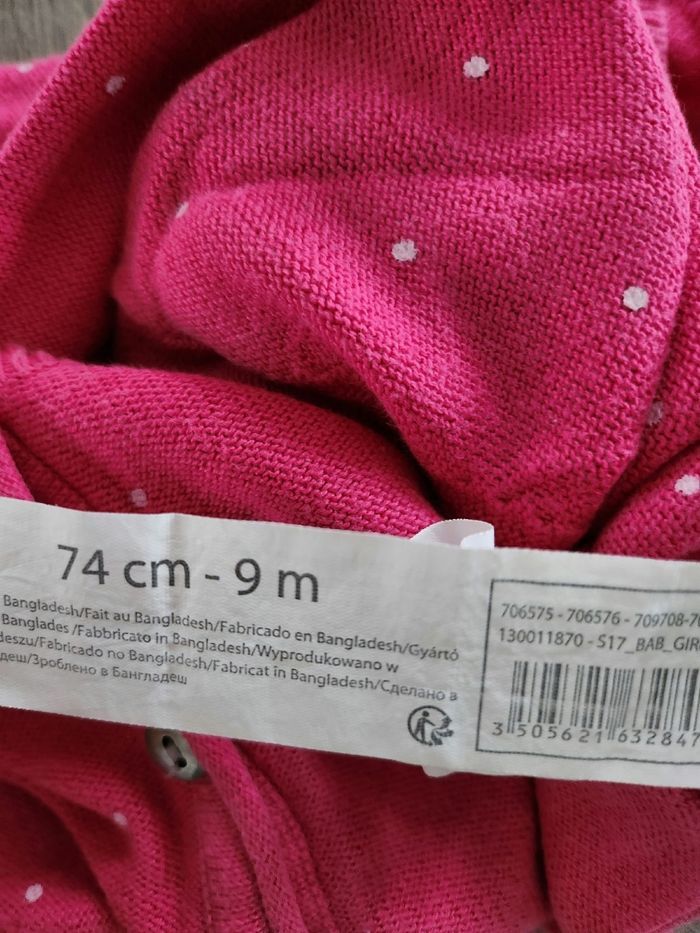 74 cm - 9 m
Bangladesh/Fait au Bangladesh/Fabricado en Bangladesh/Gyártó
Banglades /Fabbricato in Bangladesh/Wyprodukowano w
deszu/Fabricado no Bangladesh/Fabricat în Bangladesh/Сделано в
деш/Зроблено в Бангладеш
706575 - 706576 - 709708-7
130011870 - S17_BAB_GIR
3 505621 632847